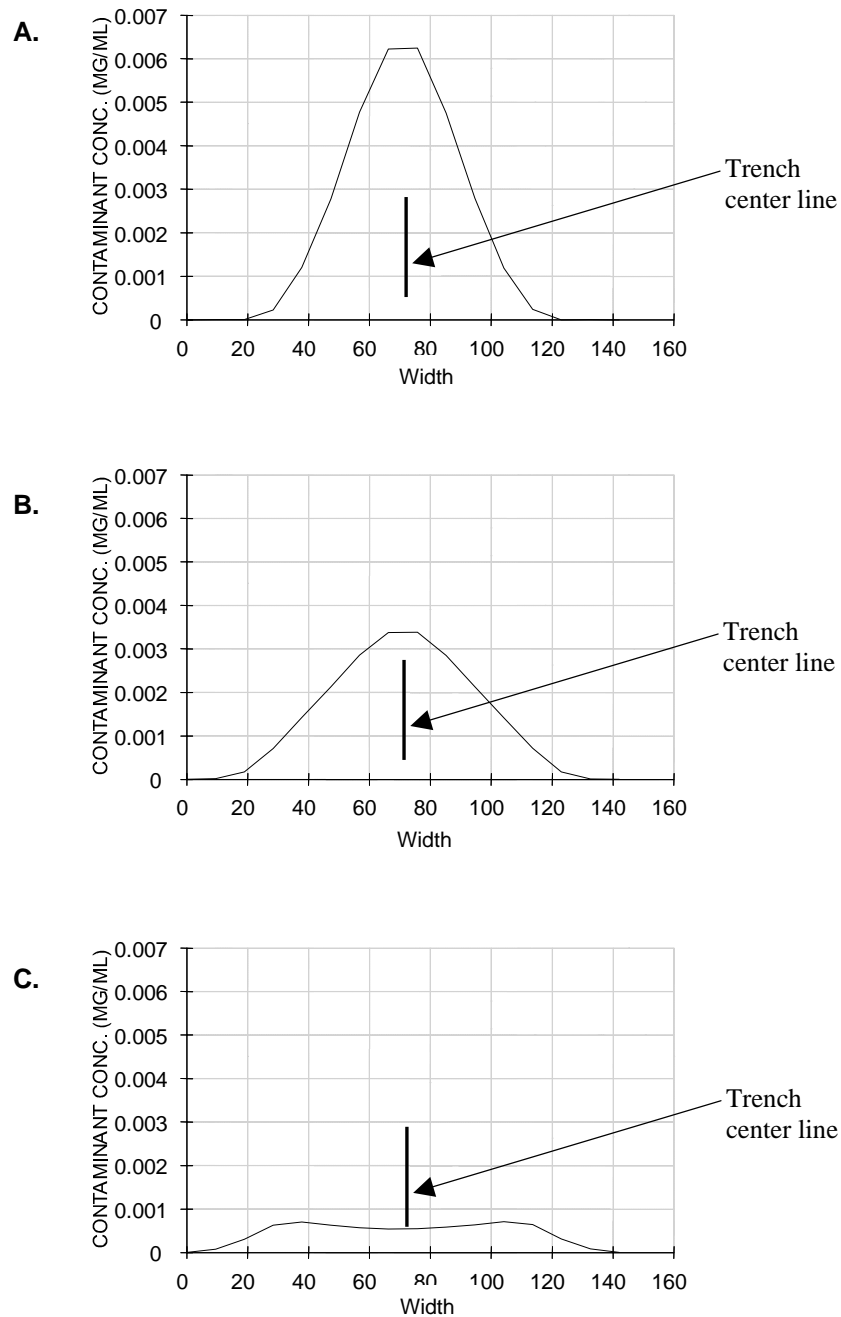 A.
CONTAMINANT CONC. (MG/ML)
0.007
0.006
0.005
0.004
0.003
0.002
0.001
0
0 20 40 60 80 100 120 140 160
Width
Trench
center line
B.
CONTAMINANT CONC. (MG/ML)
0.007
0.006
0.005
0.004
0.003
0.002
0.001
0
0 20 40 60 80 100 120 140 160
Width
Trench
center line
C.
CONTAMINANT CONC. (MG/ML)
0.007
0.006
0.005
0.004
0.003
0.002
0.001
0
0 20 40 60 80 100 120 140 160
Width
Trench
center line